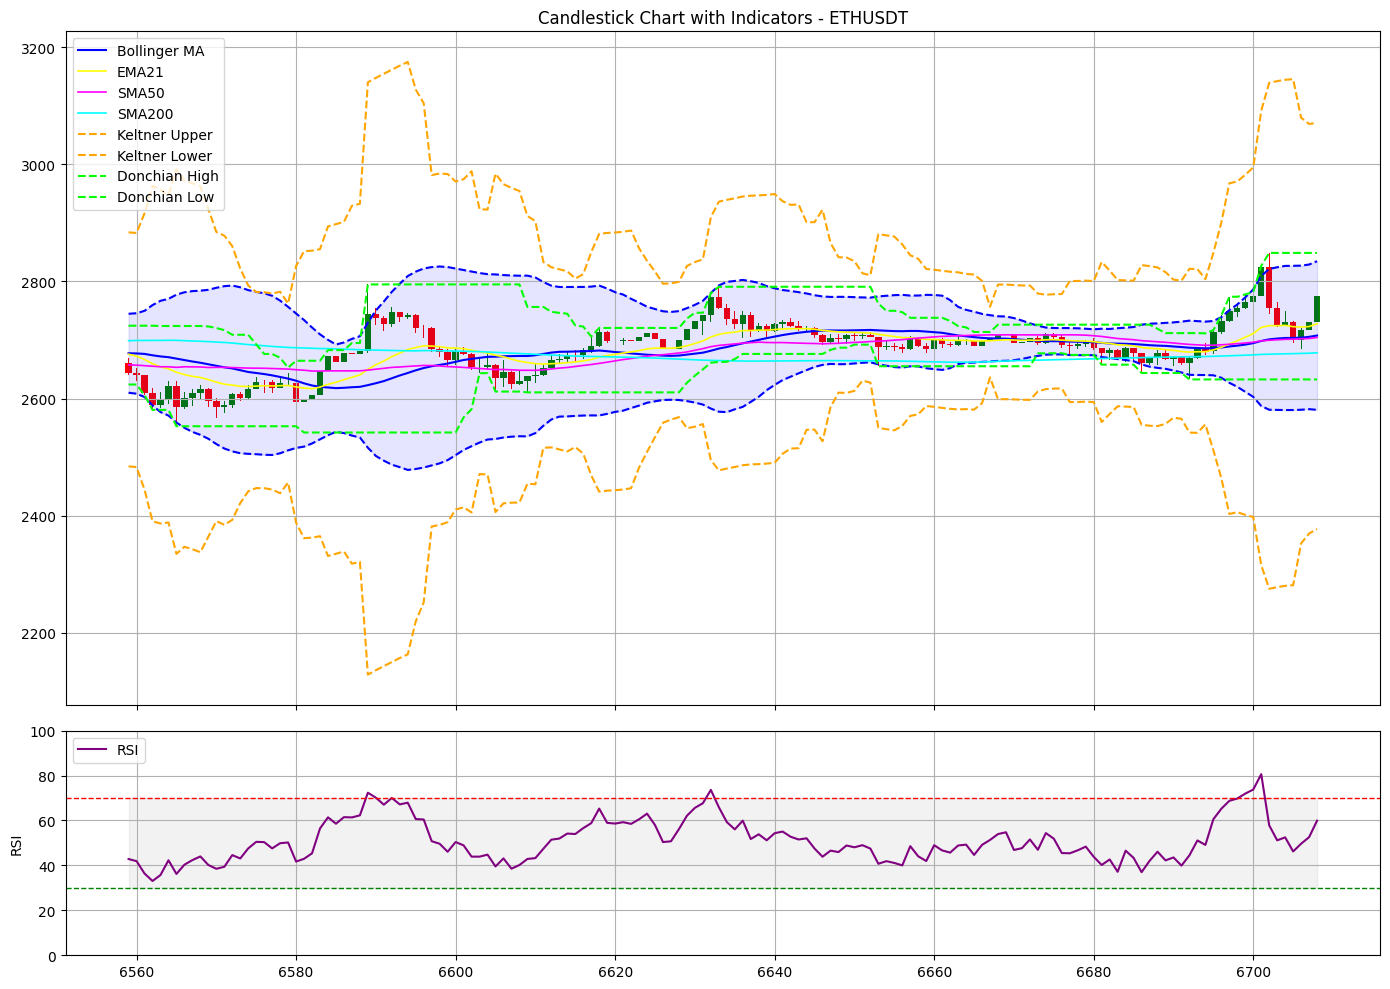 Candlestick Chart with Indicators - ETHUSDT
Bollinger MA
EMA21
SMA50
SMA200
Keltner Upper
Keltner Lower
Donchian High
Donchian Low
3200
3000
2800
2600
2400
2200
RSI
100
80
60
40
20
0
RSI
6560
6580
6600
6620
6640
6660
6680
6700